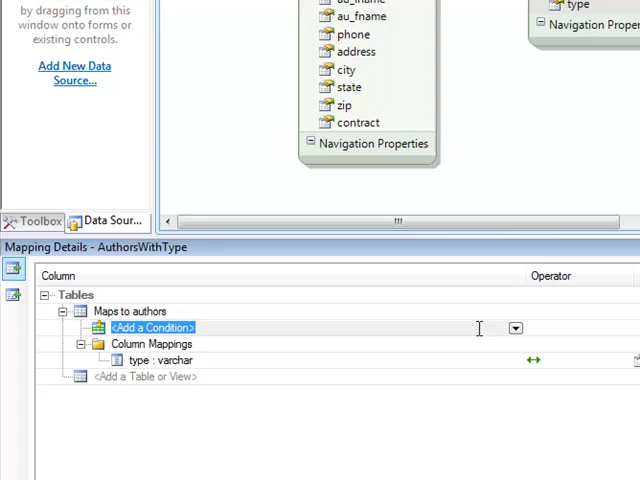 by dragging from this
window onto forms or
existing controls.
Add New Data
Source...
au_fname
phone
address
city
state
zip
contract
Navigation Properties
type
Navigation Proper
Toolbox
Data Sour...
Mapping Details - AuthorsWithType
Column
Operator
Tables
Maps to authors
<Add a Condition>
Column Mappings
type : varchar
<Add a Table or View>